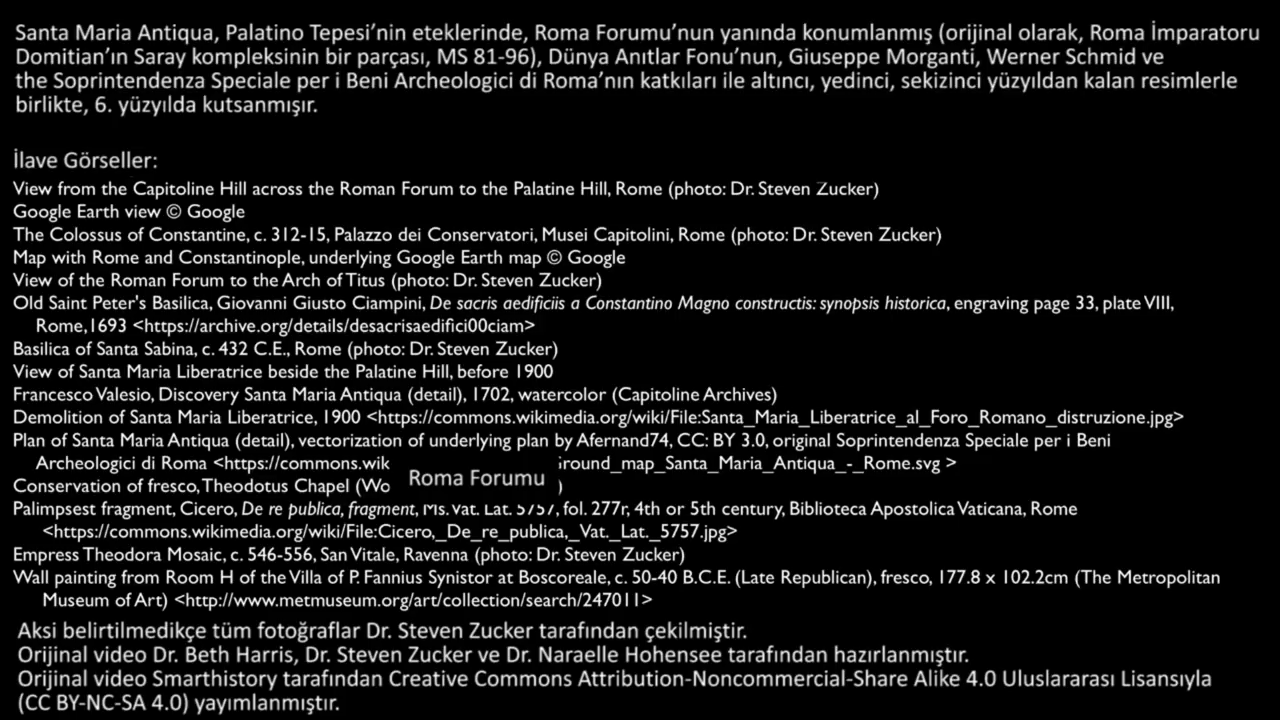 Santa Maria Antiqua, Palatino Tepesi’nin eteklerinde, Roma Forumu’nun yanında konumlanmış (orijinal olarak, Roma İmparatoru
Domitian’ın Saray kompleksinin bir parçası, MS 81-96), Dünya Anıtlar Fonu’nun, Giuseppe Morganti, Werner Schmid ve
the Soprintendenza Speciale per i Beni Archeologici di Roma’nın katkıları ile altıncı, yedinci, sekizinci yüzyıldan kalan resimlerle
birlikte, 6. yüzyılda kutsanmışır.
İlave Görseller:
View from the Capitoline Hill across the Roman Forum to the Palatine Hill, Rome (photo: Dr. Steven Zucker)
Google Earth view © Google
The Colossus of Constantine, c. 312-15, Palazzo dei Conservatori, Musei Capitolini, Rome (photo: Dr. Steven Zucker)
Map with Rome and Constantinople, underlying Google Earth map © Google
View of the Roman Forum to the Arch of Titus (photo: Dr. Steven Zucker)
Old Saint Peter's Basilica, Giovanni Giusto Ciampini, De sacris aedificiis a Constantino Magno constructis: synopsis historica, engraving page 33, plate VIII,
Rome,1693 <https://archive.org/details/desacrisaedifici00ciam>
Basilica of Santa Sabina, c. 432 C.E., Rome (photo: Dr. Steven Zucker)
View of Santa Maria Liberatrice beside the Palatine Hill, before 1900
Francesco Valesio, Discovery Santa Maria Antiqua (detail), 1702, watercolor (Capitoline Archives)
Demolition of Santa Maria Liberatrice, 1900 <https://commons.wikimedia.org/wiki/File:Santa_Maria_Liberatrice_al_Foro_Romano_distruzione.jpg>
Plan of Santa Maria Antiqua (detail), vectorization of underlying plan by Afernand74, CC: BY 3.0, original Soprintendenza Speciale per i Beni
Archeologici di Roma <https://commons.wik round_map_Santa_Maria_Antiqua_-_Rome.svg >
Roma Forumu
Conservation of fresco, Theodotus Chapel (Wo )
Palimpsest fragment, Cicero, De re publica, fragment, Ms. Vat. Lat. 5757, fol. 277r, 4th or 5th century, Biblioteca Apostolica Vaticana, Rome
<https://commons.wikimedia.org/wiki/File:Cicero,_De_re_publica,_Vat._Lat._5757.jpg>
Empress Theodora Mosaic, c. 546-556, San Vitale, Ravenna (photo: Dr. Steven Zucker)
Wall painting from Room H of the Villa of P. Fannius Synistor at Boscoreale, c. 50-40 B.C.E. (Late Republican), fresco, 177.8 x 102.2cm (The Metropolitan
Museum of Art) <http://www.metmuseum.org/art/collection/search/247011>
Aksi belirtilmedikçe tüm fotoğraflar Dr. Steven Zucker tarafından çekilmiştir.
Orijinal video Dr. Beth Harris, Dr. Steven Zucker ve Dr. Naraelle Hohensee tarafından hazırlanmıştır.
Orijinal video Smarthistory tarafından Creative Commons Attribution-Noncommercial-Share Alike 4.0 Uluslararası Lisansıyla
(CC BY-NC-SA 4.0) yayımlanmıştır.